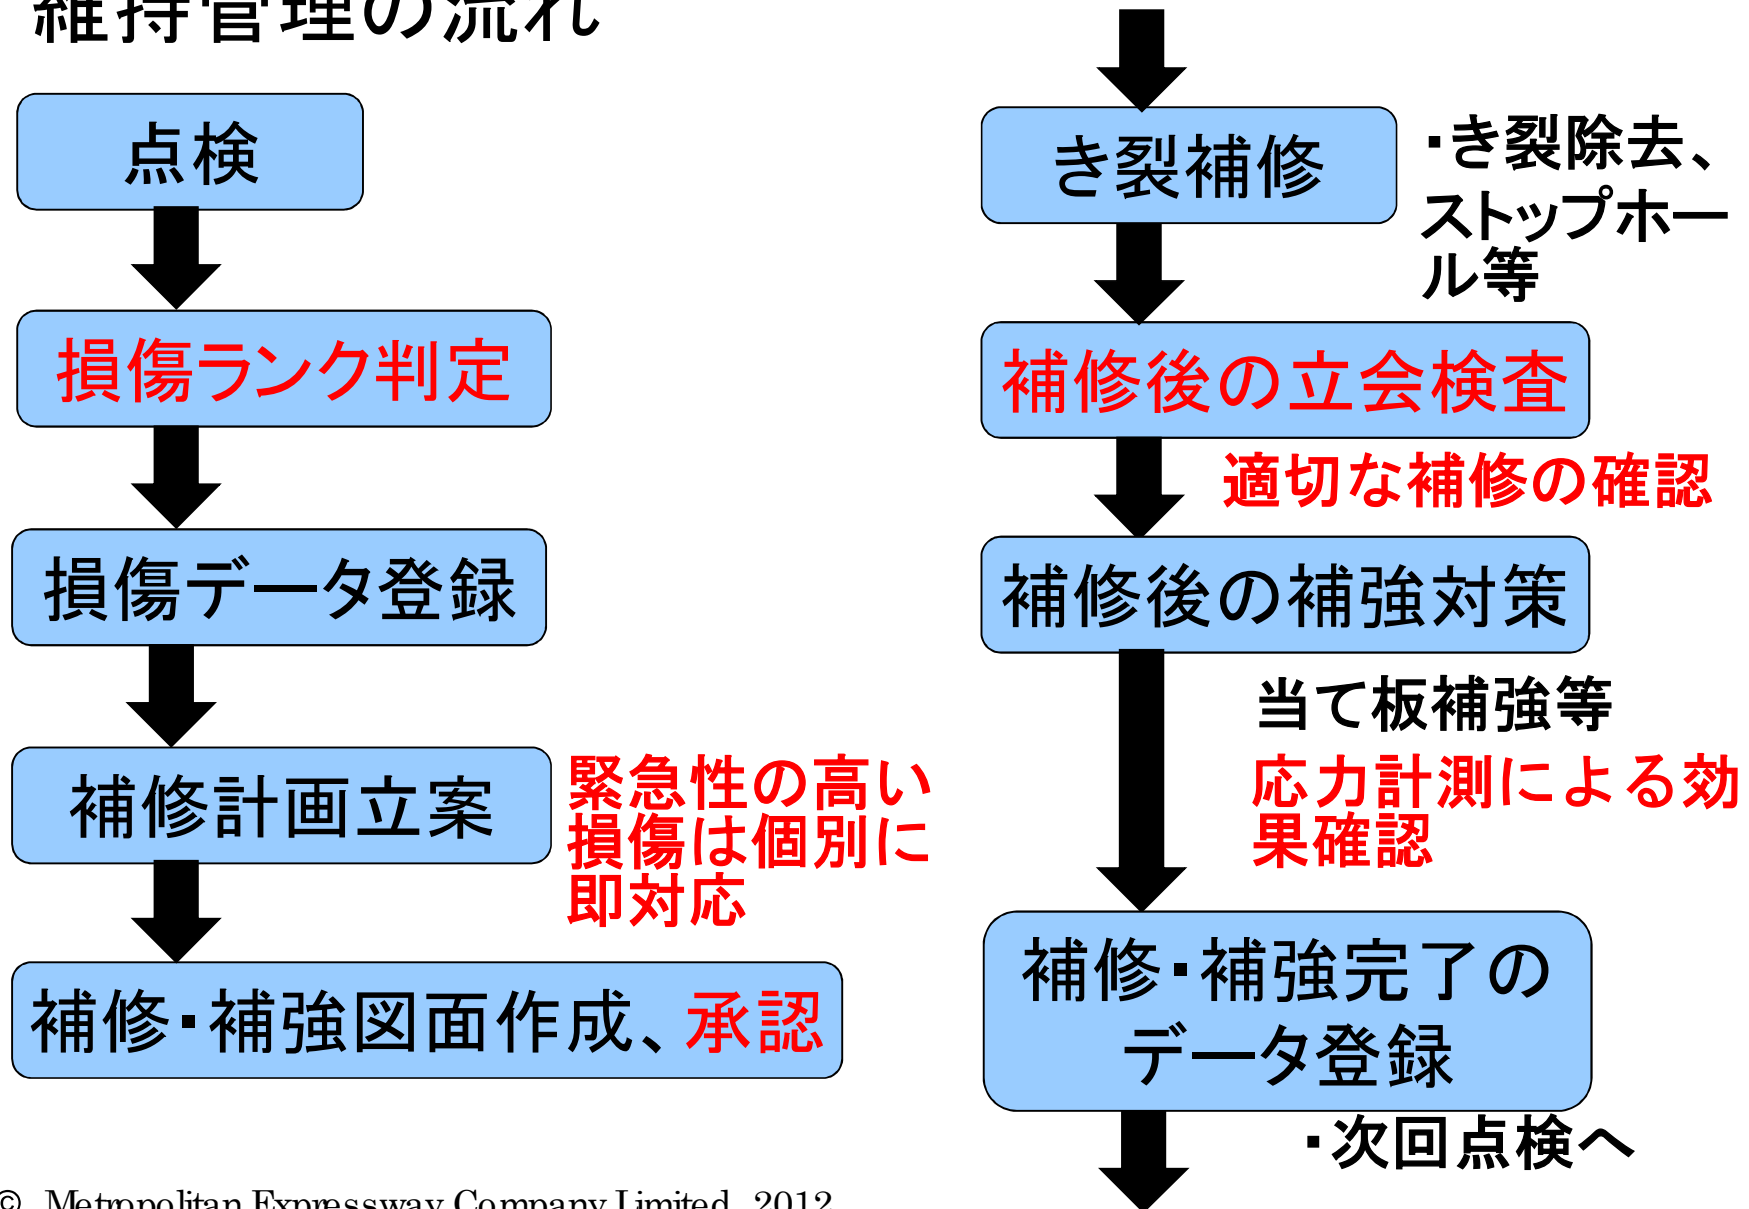 維持管理の流れ
点検
損傷ランク判定
損傷データ登録
補修計画立案
緊急性の高い
損傷は個別に
即対応
補修・補強図面作成、承認
き裂補修
・き裂除去、
ストップホー
ル等
補修後の立会検査
適切な補修の確認
補修後の補強対策
当て板補強等
応力計測による効
果確認
補修・補強完了の
データ登録
・次回点検へ
© Metropolitan Expressway Company Limited 2012